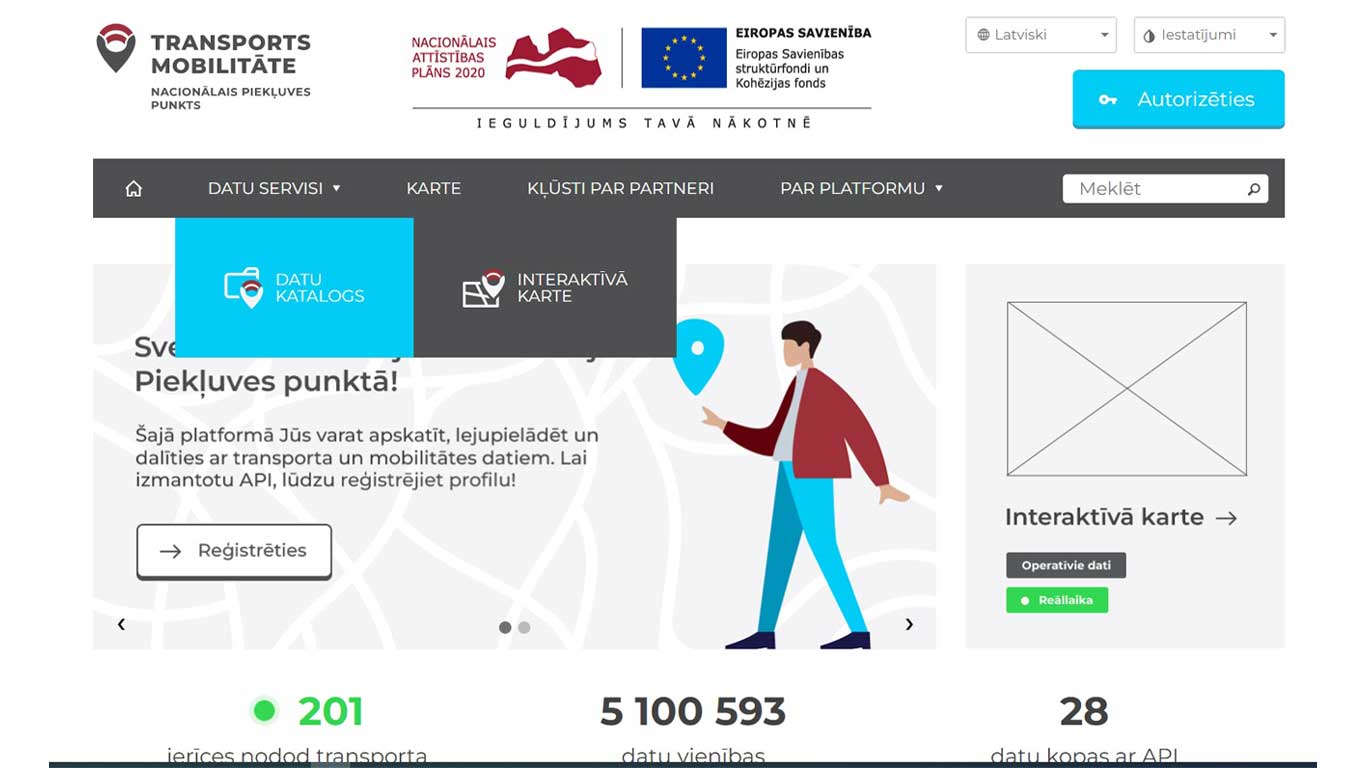 TRANSPORTS
MOBILITĀTE
NACIONĀLAIS PIEKĻUVES
PUNKTS
NACIONĀLAIS
ATTĪSTĪBAS
PLĀNS 2020
EIROPAS SAVIENĪBA
Eiropas Savienības
struktūrfondi un
Kohēzijas fonds
IEGULDĪJUMS TAVĀ NĀKOTNĒ
Latviski
Iestatījumi
Autorizēties
DATU SERVISI
KARTE
KĻŪSTI PAR PARTNERI
PAR PLATFORMU
Meklēt
DATU
KATALOGS
INTERAKTĪVĀ
KARTE
Piekļuves punktā!
Šajā platformā Jūs varat apskatīt, lejupielādēt un
dalīties ar transporta un mobilitātes datiem. Lai
izmantotu API, lūdzu reģistrējiet profilu!
Reģistrēties
Interaktīvā karte
Operatīvie dati
Reāllaika
201
ierīces nodod transporta
5 100 593
datu vienības
28
datu kopas ar API